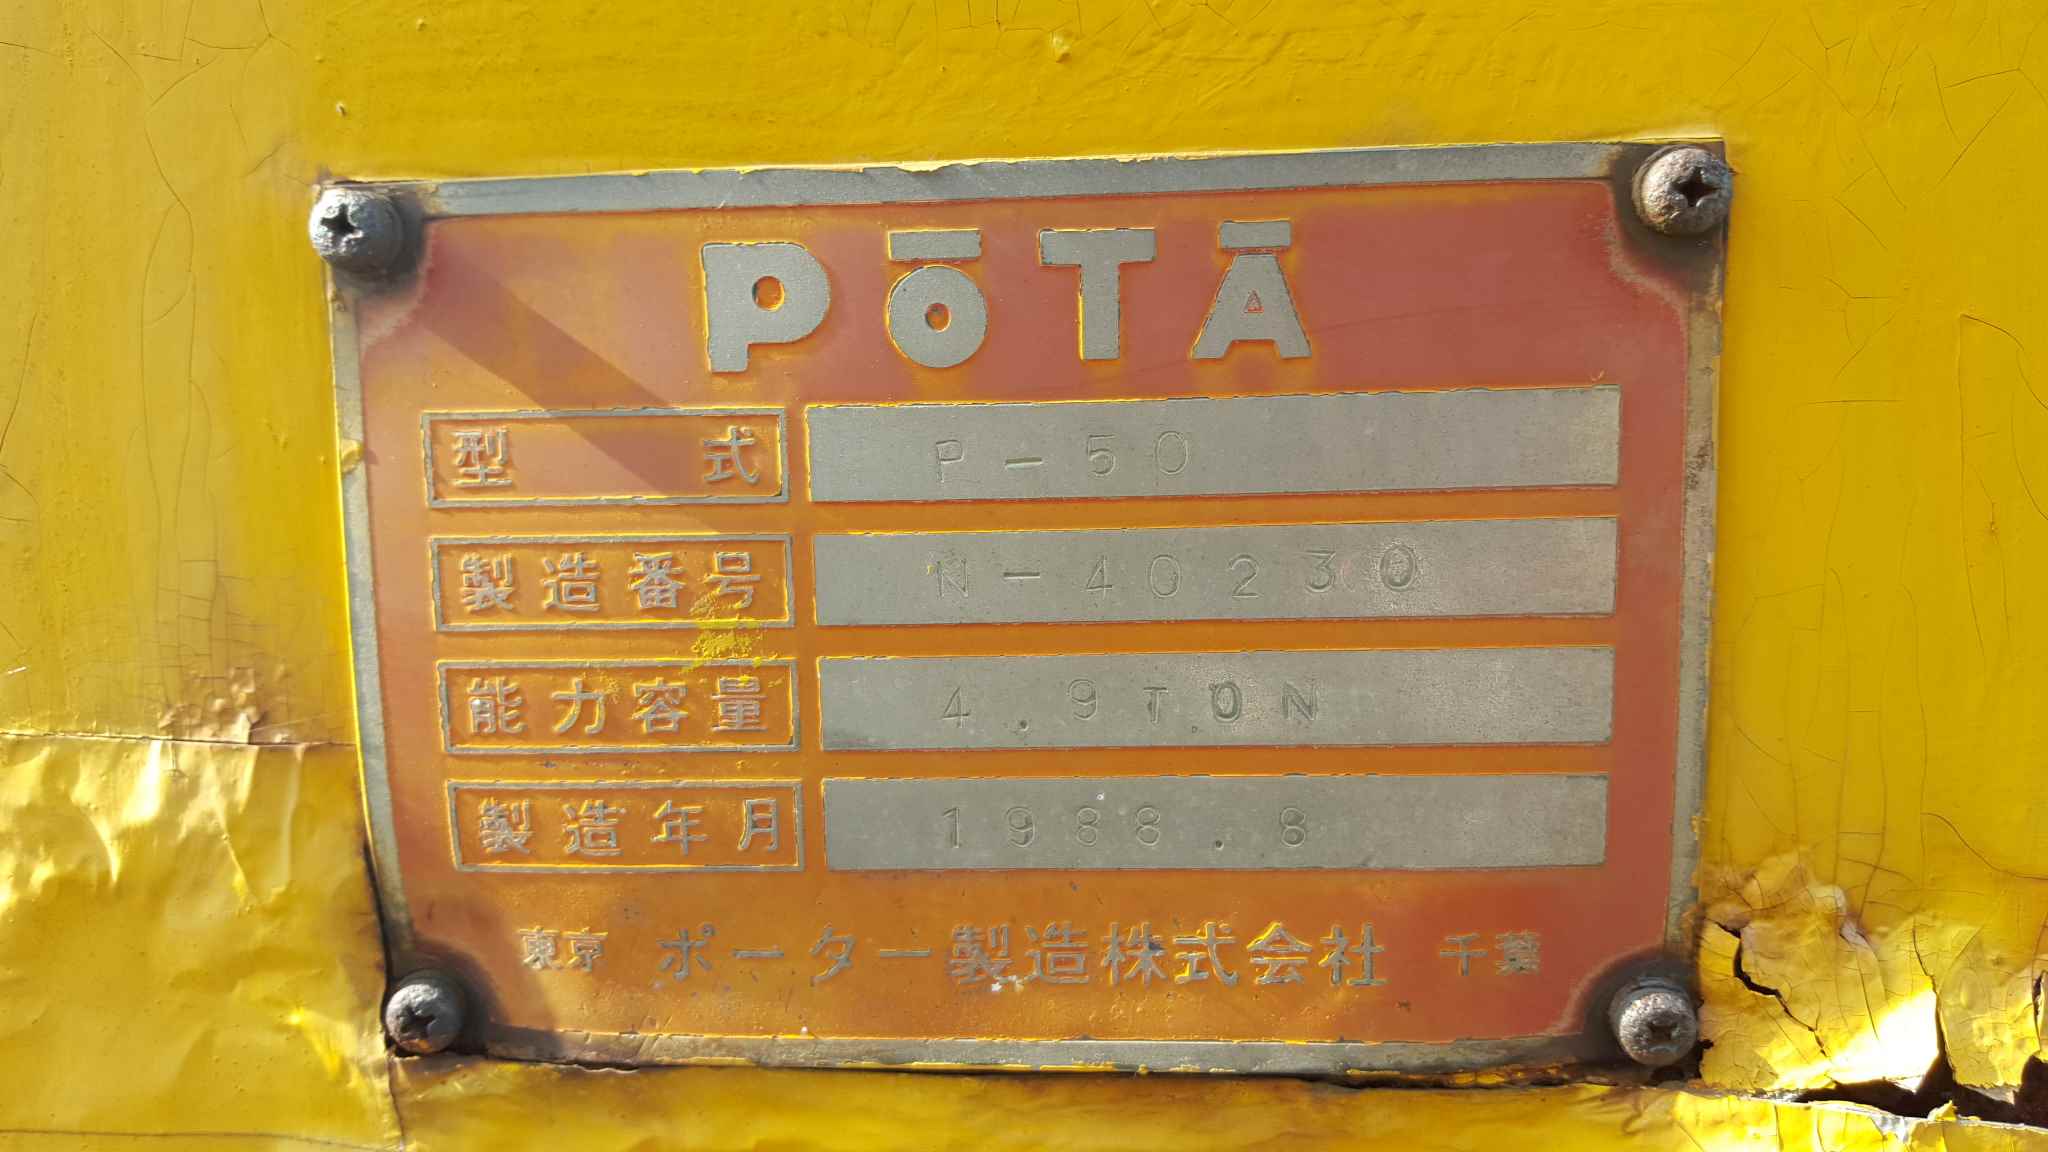 PōTĀ
型式 P-50
製造番号 N-40230
能力容量 4.9TON
製造年月 1988.8
東京 ポーター製造株式会社 千葉